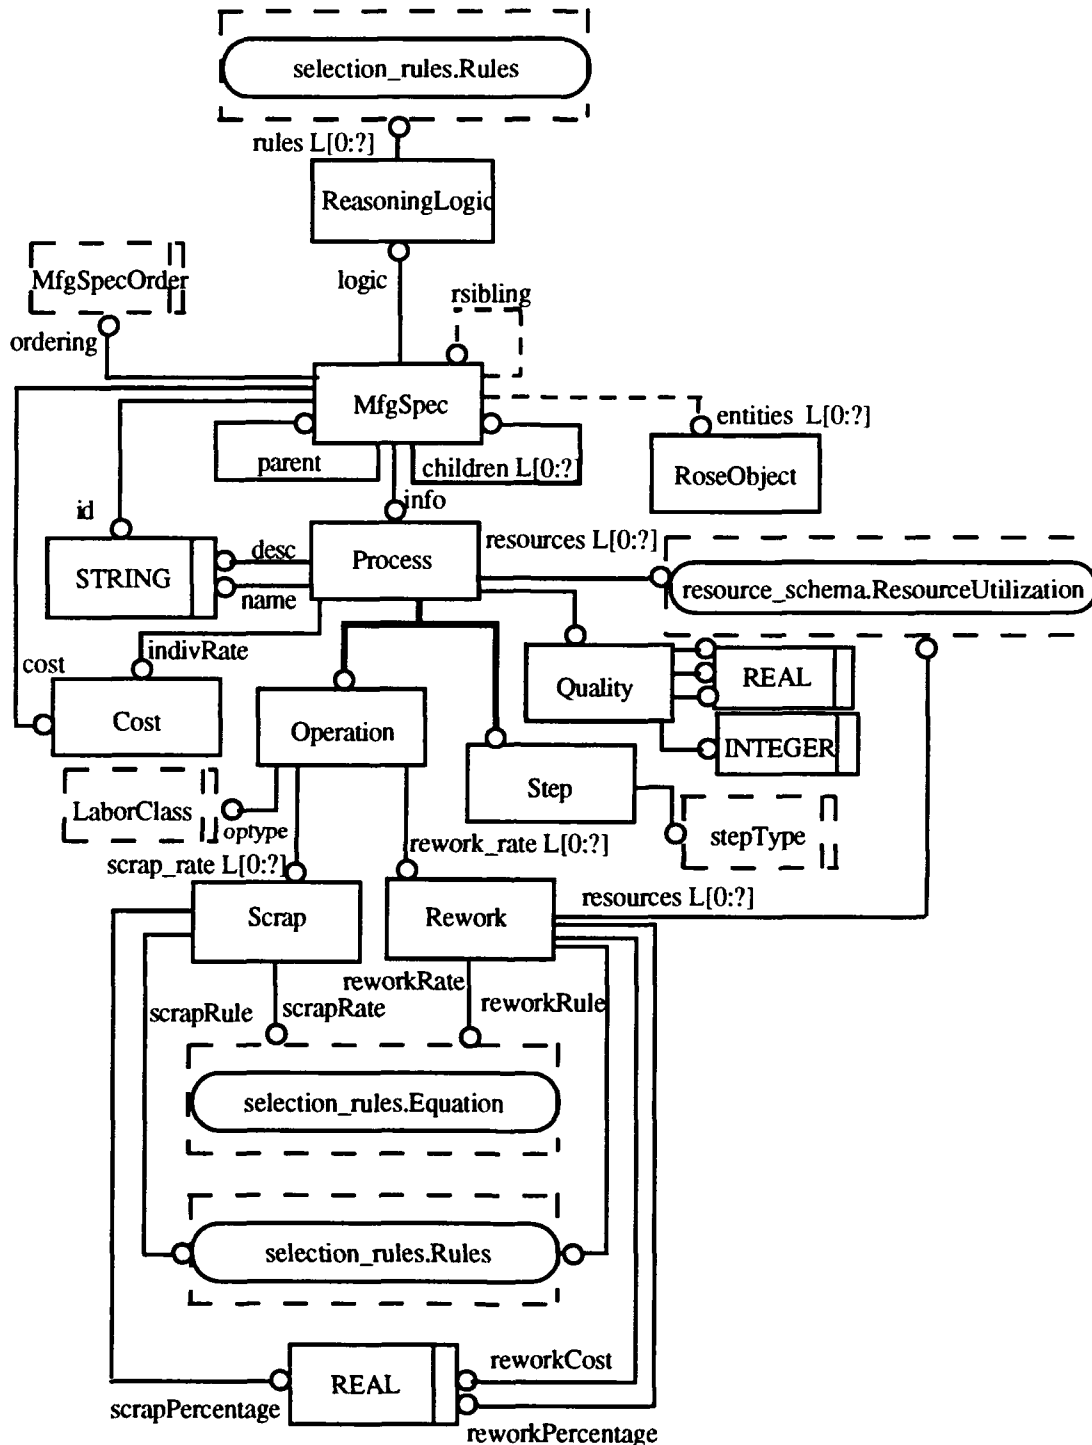 selection_rules.Rules
rules L[0:?]
ReasoningLogic
MfgSpecOrder
logic
rsibling
ordering
MfgSpec
entities L[0:?]
parent
children L[0:?]
RoseObject
info
id
desc
Process
resources L[0:?]
STRING
name
resource_schema.ResourceUtilization
cost
indivRate
Quality
REAL
Cost
Operation
INTEGER
LaborClass
Step
optype
stepType
scrap_rate L[0:?]
rework_rate L[0:?]
resources L[0:?]
Scrap
Rework
reworkRate
scrapRule
scrapRate
reworkRule
selection_rules.Equation
selection_rules.Rules
REAL
reworkCost
scrapPercentage
reworkPercentage